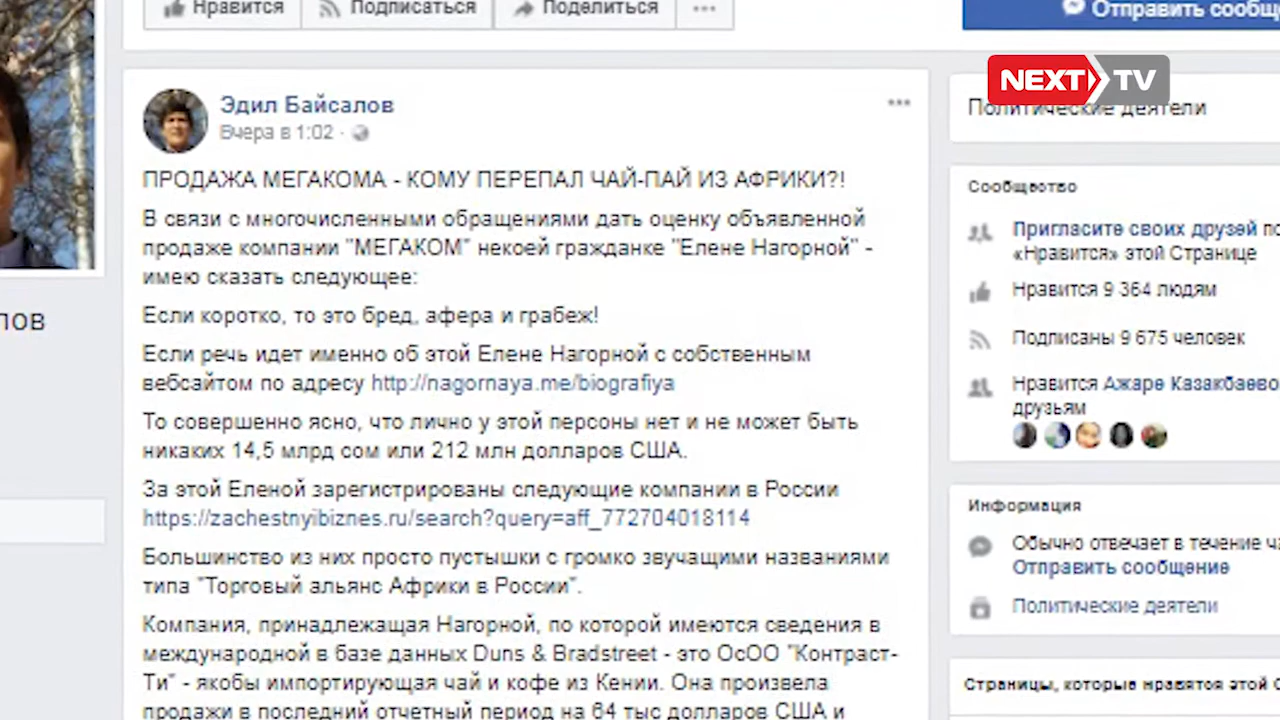 Нравится
Подписаться
Поделиться
Отправить сообще
NEXT TV
лов
Эдил Байсалов
Вчера в 1:02 ·
ПРОДАЖА МЕГАКОМА - КОМУ ПЕРЕПАЛ ЧАЙ-ПАЙ ИЗ АФРИКИ?!
В связи с многочисленными обращениями дать оценку объявленной
продаже компании "МЕГАКОМ" некоей гражданке "Елене Нагорной" -
имею сказать следующее:
Если коротко, то это бред, афера и грабеж!
Если речь идет именно об этой Елене Нагорной с собственным
вебсайтом по адресу http://nagornaya.me/biografiya
То совершенно ясно, что лично у этой персоны нет и не может быть
никаких 14,5 млрд сом или 212 млн долларов США.
За этой Еленой зарегистрированы следующие компании в России
https://zachestnyibiznes.ru/search?query=aff_772704018114
Большинство из них просто пустышки с громко звучащими названиями
типа "Торговый альянс Африки в России".
Компания, принадлежащая Нагорной, по которой имеются сведения в
международной в базе данных Duns & Bradstreet - это ОсОО "Контраст-
Ти" - якобы импортирующая чай и кофе из Кении. Она произвела
продажи в последний отчетный период на 64 тыс долларов США и
Политические деятели
Сообщество
Пригласите своих друзей по
«Нравится» этой Странице
Нравится 9 364 людям
Подписаны 9 675 человек
Нравится Ажаре Казакбаево
друзьям
Информация
Обычно отвечает в течение ча
Отправить сообщение
Политические деятели
Страницы, которые нравятся этой С